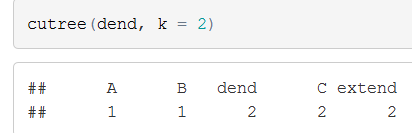 cutree(dend, k = 2)
## A B dend C extend
## 1 1 2 2 2